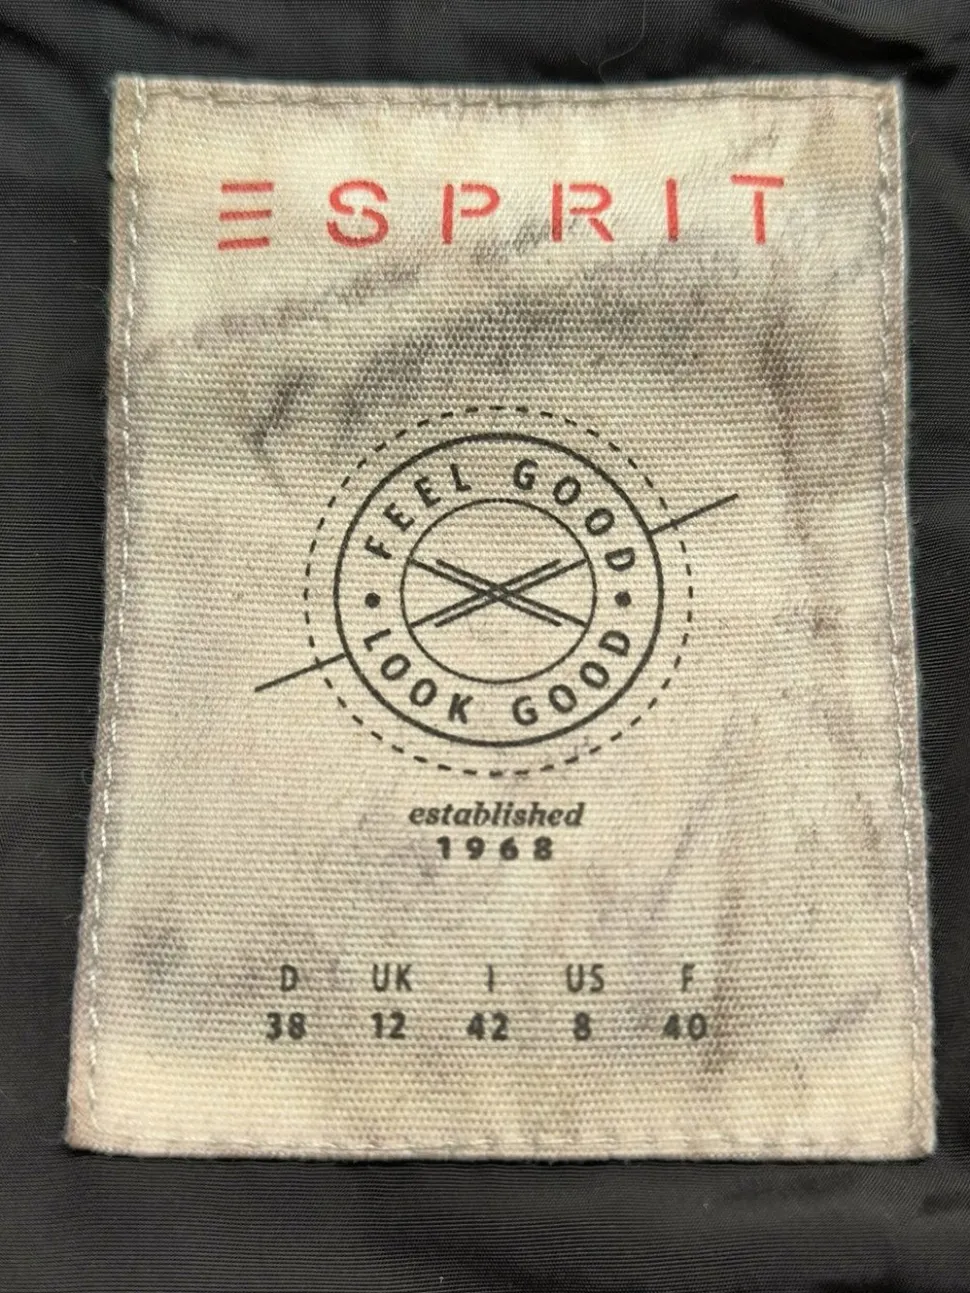 ESPRIT
FEEL GOOD
• LOOK GOOD •
established
1968
D UK I US F
38 12 42 8 40